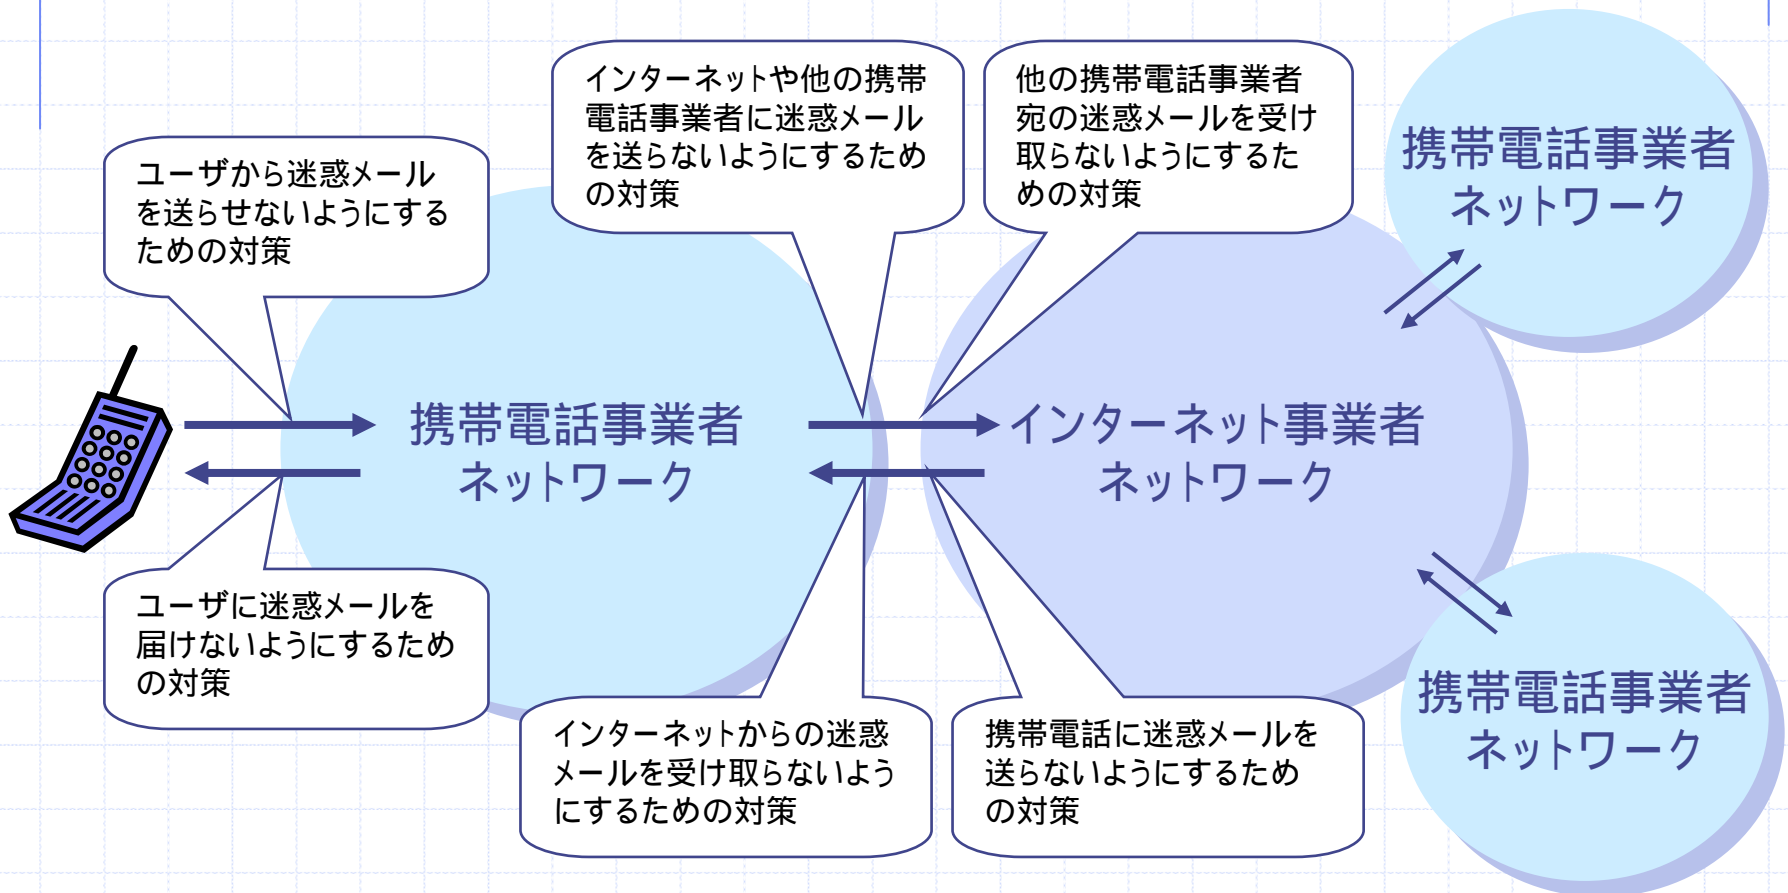 インターネットや他の携帯
電話事業者に迷惑メール
を送らないようにするため
の対策
他の携帯電話事業者
宛の迷惑メールを受け
取らないようにするた
めの対策
携帯電話事業者
ネットワーク
ユーザから迷惑メール
を送らせないようにする
ための対策
携帯電話事業者
ネットワーク
インターネット事業者
ネットワーク
ユーザに迷惑メールを
届けないようにするため
の対策
インターネットからの迷惑
メールを受け取らないよう
にするための対策
携帯電話に迷惑メールを
送らないようにするため
の対策
携帯電話事業者
ネットワーク